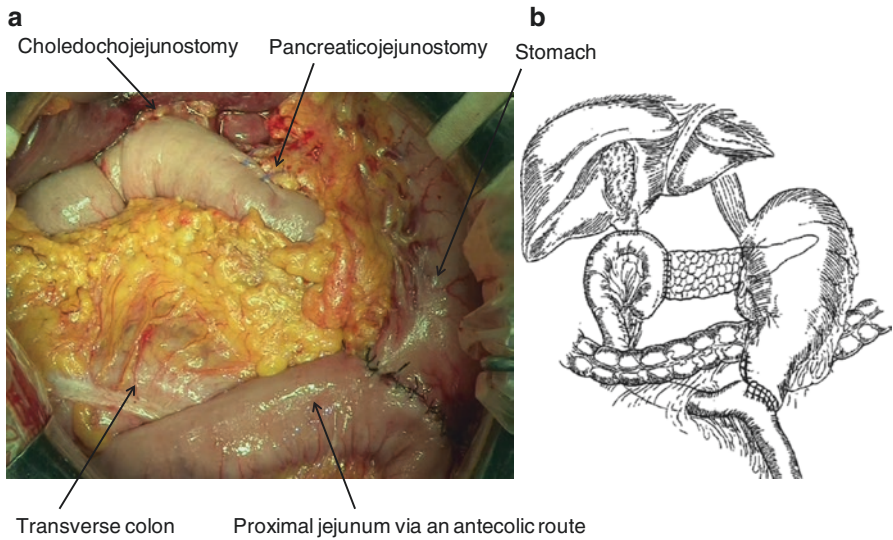 a
b
Choledochojejunostomy
Pancreaticojejunostomy
Stomach
Transverse colon
Proximal jejunum via an antecolic route